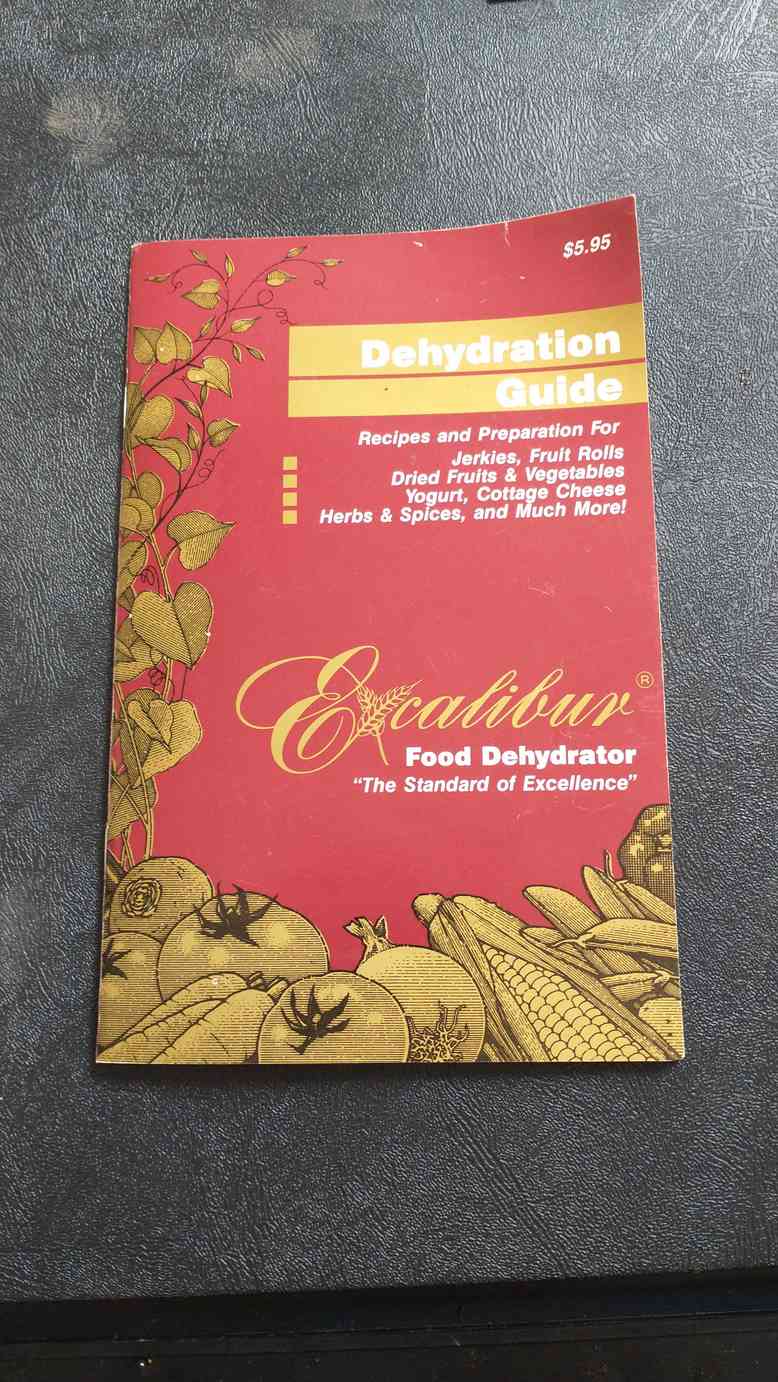 $5.95
Dehydration
Guide
Recipes and Preparation For
Jerkies, Fruit Rolls
Dried Fruits & Vegetables
Yogurt, Cottage Cheese
Herbs & Spices, and Much More!
Excalibur®
Food Dehydrator
“The Standard of Excellence”